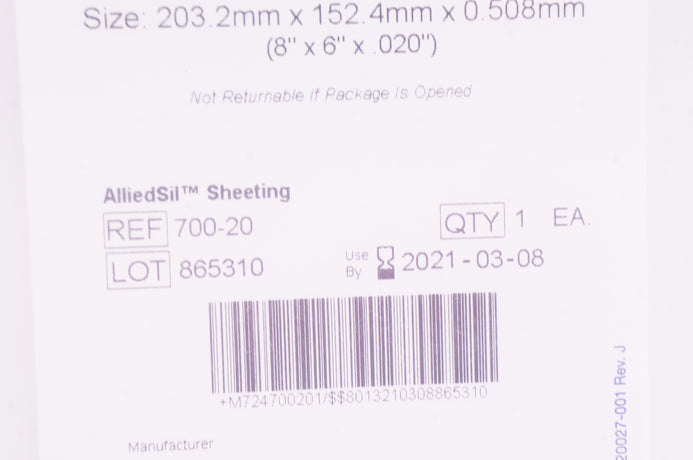 Size: 203.2mm x 152.4mm x 0.508mm
(8" x 6" x .020")
Not Returnable If Package Is Opened
AlliedSil™ Sheeting
REF 700-20
QTY 1 EA.
LOT 865310
Use By 2021-03-08
+M724700201/$$8013210308865310
Manufacturer
20027-001 Rev. J